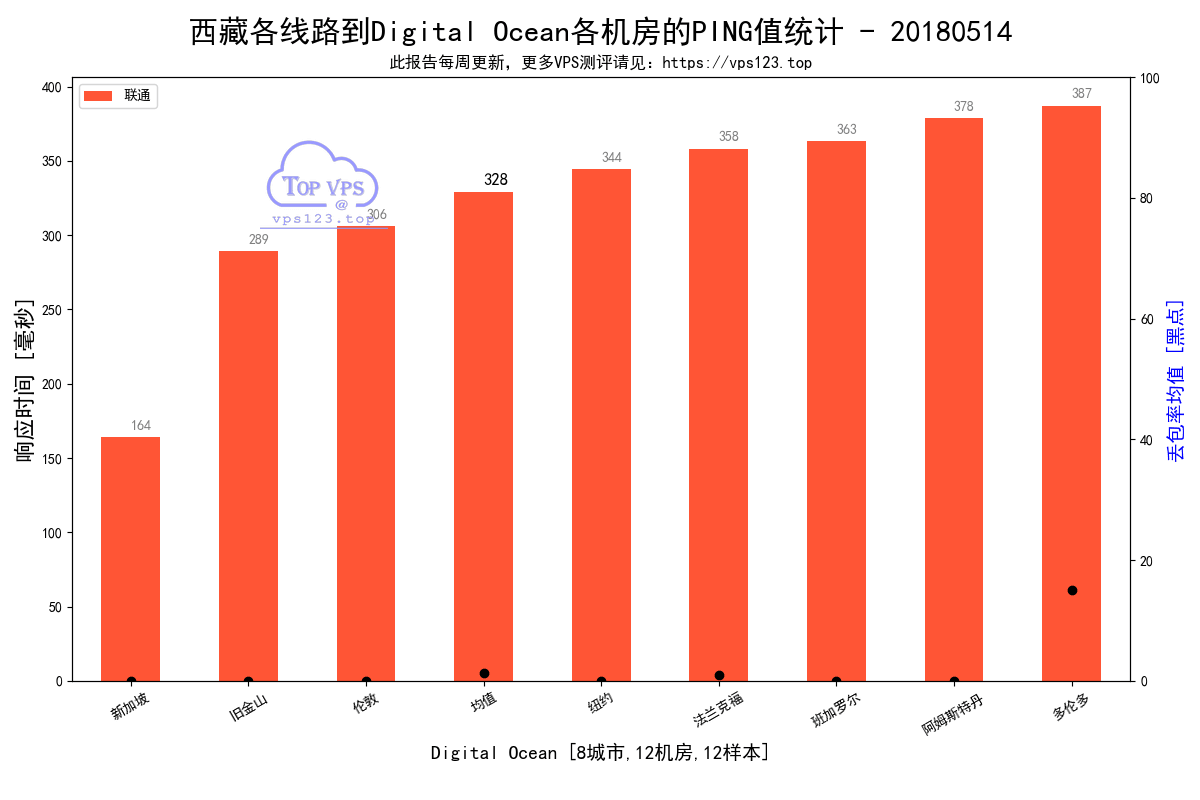 西藏各线路到Digital Ocean各机房的PING值统计 - 20180514
此报告每周更新，更多VPS测评请见：https://vps123.top
联通
TOP VPS
@
vps123.top
响应时间 [毫秒]
400
350
300
250
200
150
100
50
0
164
289
306
328
344
358
363
378
387
100
80
60
40
20
0
丢包率均值 [黑点]
新加坡
旧金山
伦敦
均值
纽约
法兰克福
班加罗尔
阿姆斯特丹
多伦多
Digital Ocean [8城市,12机房,12样本]